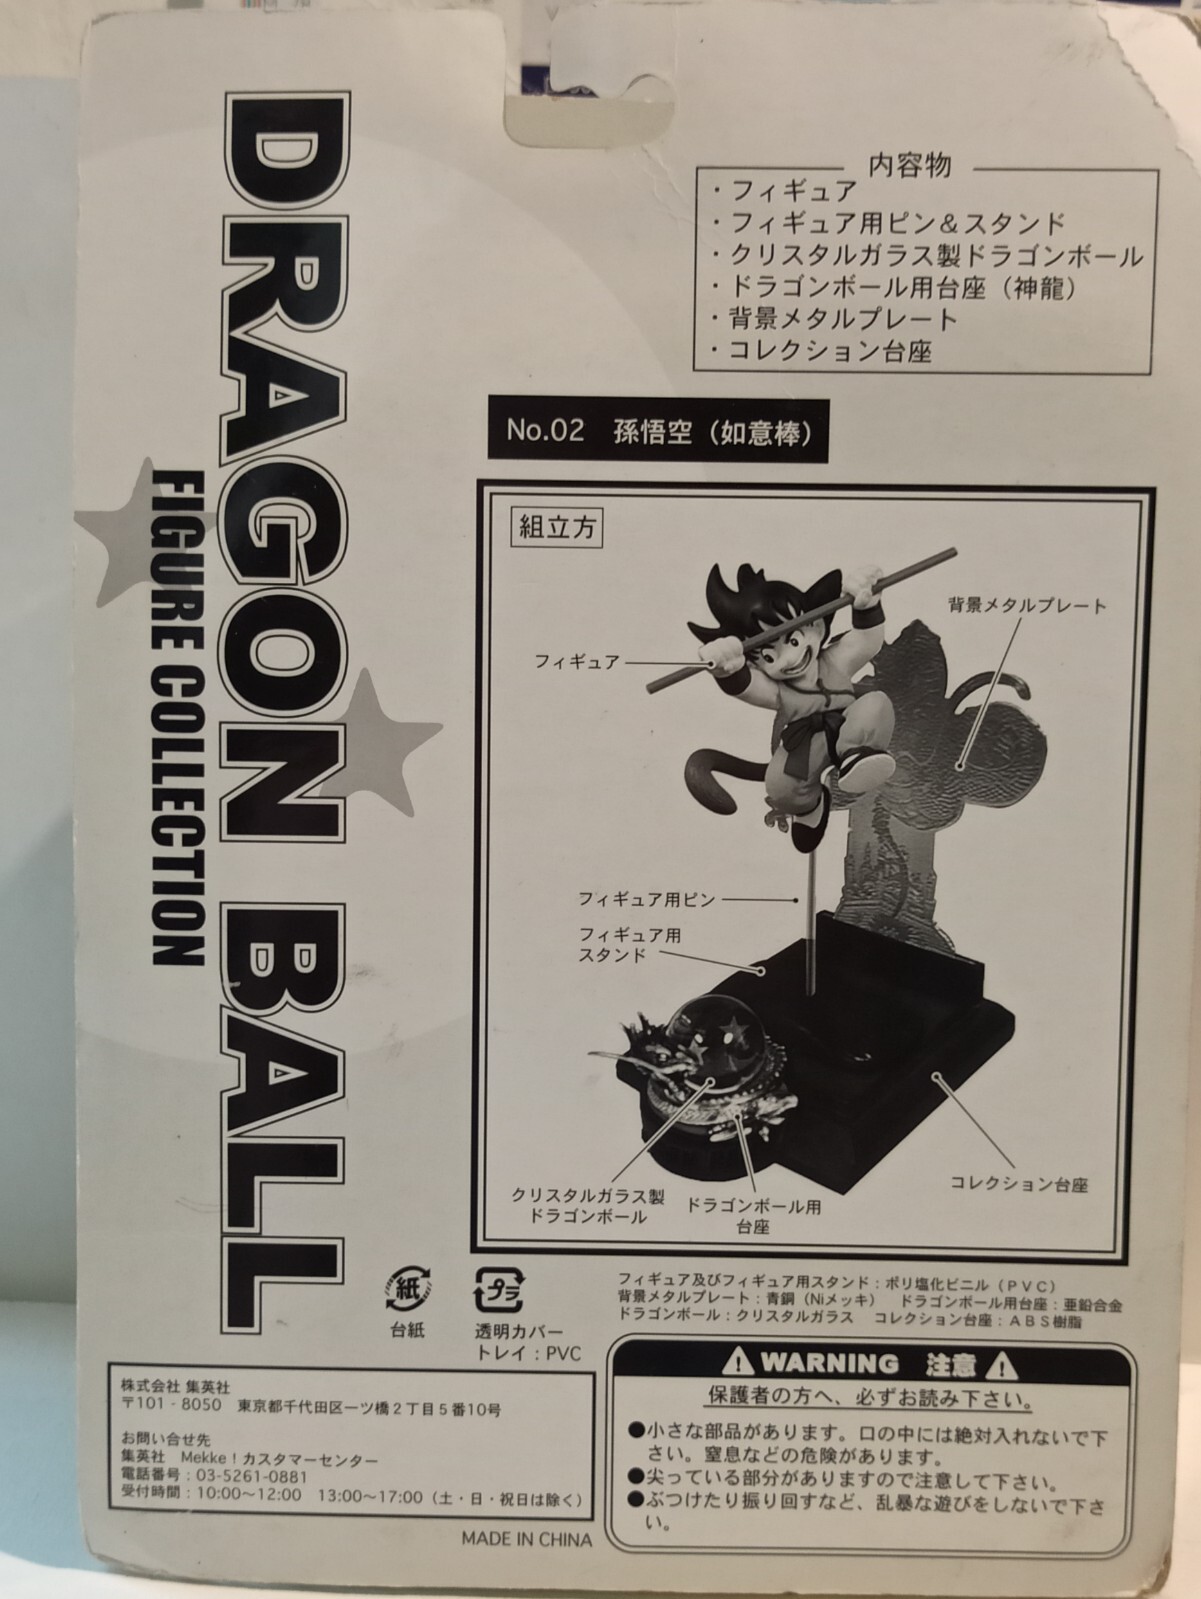 DRAGON BALL
FIGURE COLLECTION
内容物
・フィギュア
・フィギュア用ピン＆スタンド
・クリスタルガラス製ドラゴンボール
・ドラゴンボール用台座（神龍）
・背景メタルプレート
・コレクション台座
No.02　孫悟空（如意棒）
組立方
背景メタルプレート
フィギュア
フィギュア用ピン
フィギュア用
スタンド
コレクション台座
クリスタルガラス製
ドラゴンボール
ドラゴンボール用
台座
紙
台紙
プラ
透明カバー
トレイ：PVC
フィギュア及びフィギュア用スタンド：ポリ塩化ビニル（PVC）
背景メタルプレート：青銅（Niメッキ）　ドラゴンボール用台座：亜鉛合金
ドラゴンボール：クリスタルガラス　コレクション台座：ABS樹脂
株式会社 集英社
〒101-8050　東京都千代田区一ツ橋2丁目5番10号
お問い合せ先
集英社　Mekke！カスタマーセンター
電話番号：03-5261-0881
受付時間：10:00～12:00　13:00～17:00（土・日・祝日は除く）
MADE IN CHINA
WARNING　注意
保護者の方へ、必ずお読み下さい。
●小さな部品があります。口の中には絶対入れないで下
さい。窒息などの危険があります。
●尖っている部分がありますので注意して下さい。
●ぶつけたり振り回すなど、乱暴な遊びをしないで下さ
い。